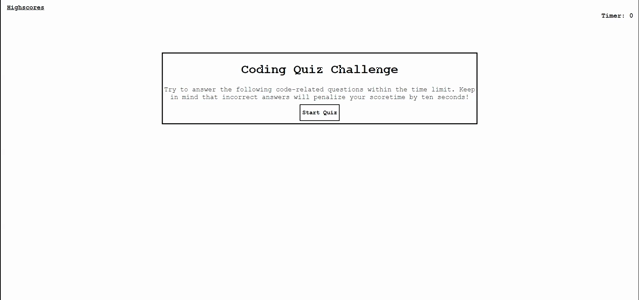 Highscores
Timer: 0
Coding Quiz Challenge
Try to answer the following code-related questions within the time limit. Keep
in mind that incorrect answers will penalize your scoretime by ten seconds!
Start Quiz